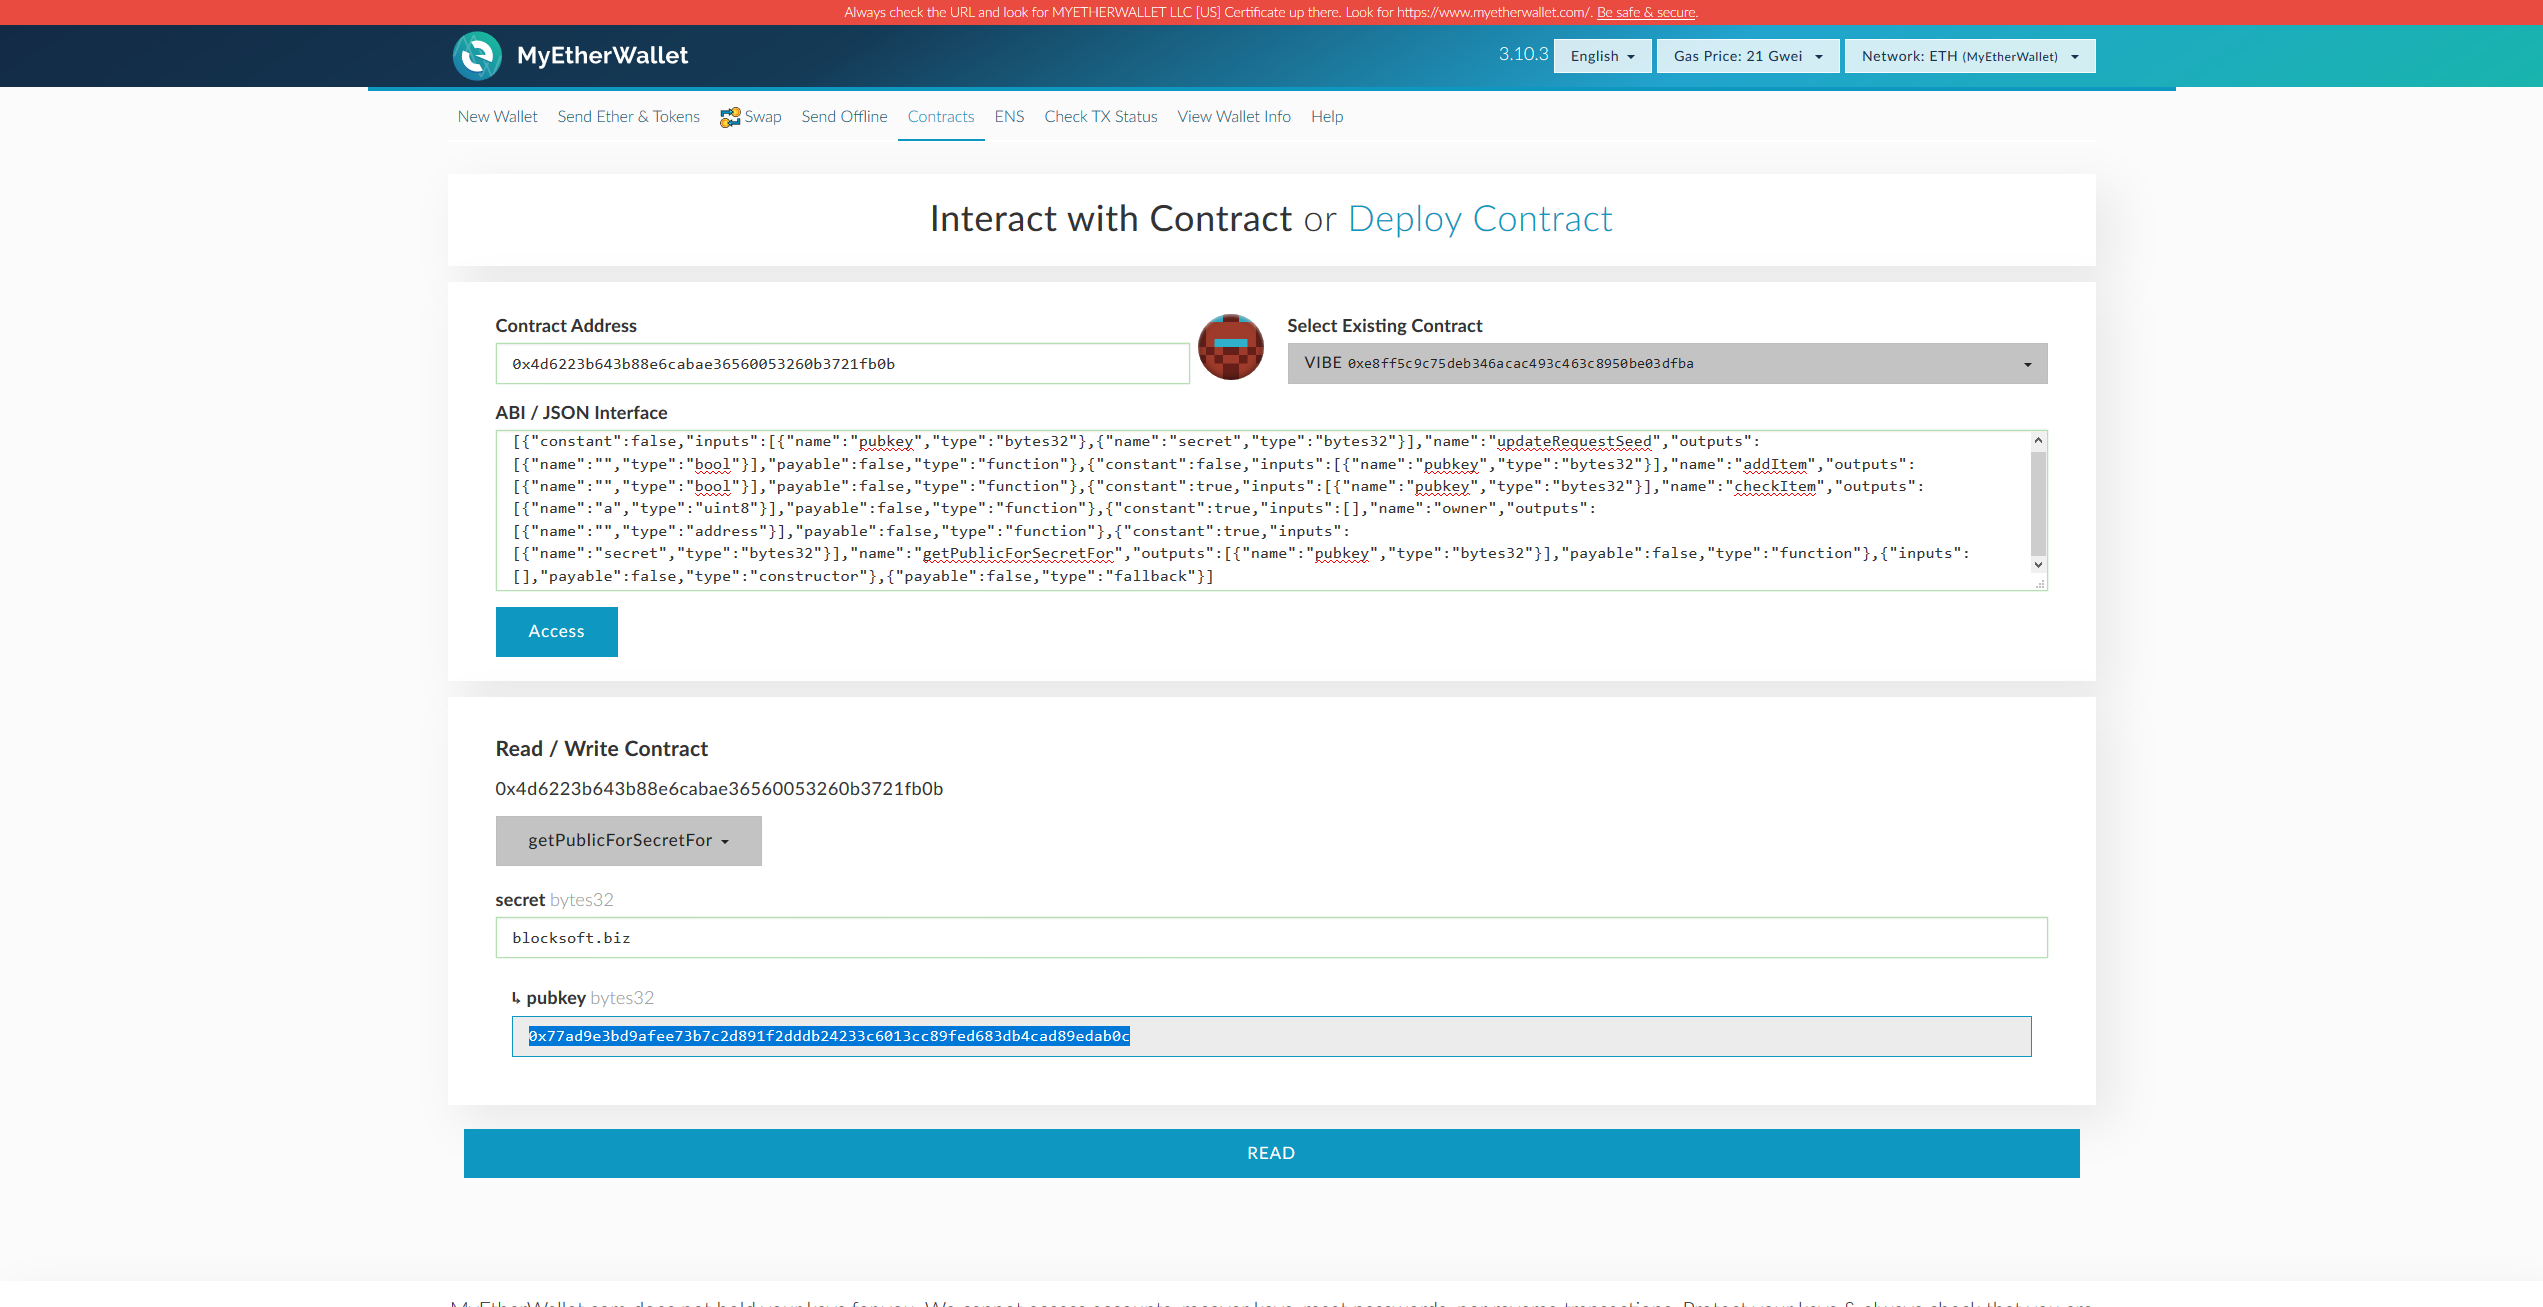 Always check the URL and look for MYETHERWALLET LLC [US] Certificate up there. Look for https://www.myetherwallet.com/. Be safe & secure.
MyEtherWallet
3.10.3
English
Gas Price: 21 Gwei
Network: ETH (MyEtherWallet)
New Wallet
Send Ether & Tokens
Swap
Send Offline
Contracts
ENS
Check TX Status
View Wallet Info
Help
Interact with Contract or Deploy Contract
Contract Address
Select Existing Contract
0x4d6223b643b88e6cabae36560053260b3721fb0b
VIBE 0xe8ff5c9c75deb346acac493c463c8950be03dfba
ABI / JSON Interface
[{"constant":false,"inputs":[{"name":"pubkey","type":"bytes32"},{"name":"secret","type":"bytes32"}],"name":"updateRequestSeed","outputs":
[{"name":"","type":"bool"}],"payable":false,"type":"function"},{"constant":false,"inputs":[{"name":"pubkey","type":"bytes32"}],"name":"addItem","outputs":
[{"name":"","type":"bool"}],"payable":false,"type":"function"},{"constant":true,"inputs":[{"name":"pubkey","type":"bytes32"}],"name":"checkItem","outputs":
[{"name":"a","type":"uint8"}],"payable":false,"type":"function"},{"constant":true,"inputs":[],"name":"owner","outputs":
[{"name":"","type":"address"}],"payable":false,"type":"function"},{"constant":true,"inputs":
[{"name":"secret","type":"bytes32"}],"name":"getPublicForSecretFor","outputs":[{"name":"pubkey","type":"bytes32"}],"payable":false,"type":"function"},{"inputs":
[],"payable":false,"type":"constructor"},{"payable":false,"type":"fallback"}]
Access
Read / Write Contract
0x4d6223b643b88e6cabae36560053260b3721fb0b
getPublicForSecretFor
secret bytes32
blocksoft.biz
↳ pubkey bytes32
0x77ad9e3bd9afee73b7c2d891f2dddb24233c6013cc89fed683db4cad89edab0c
READ